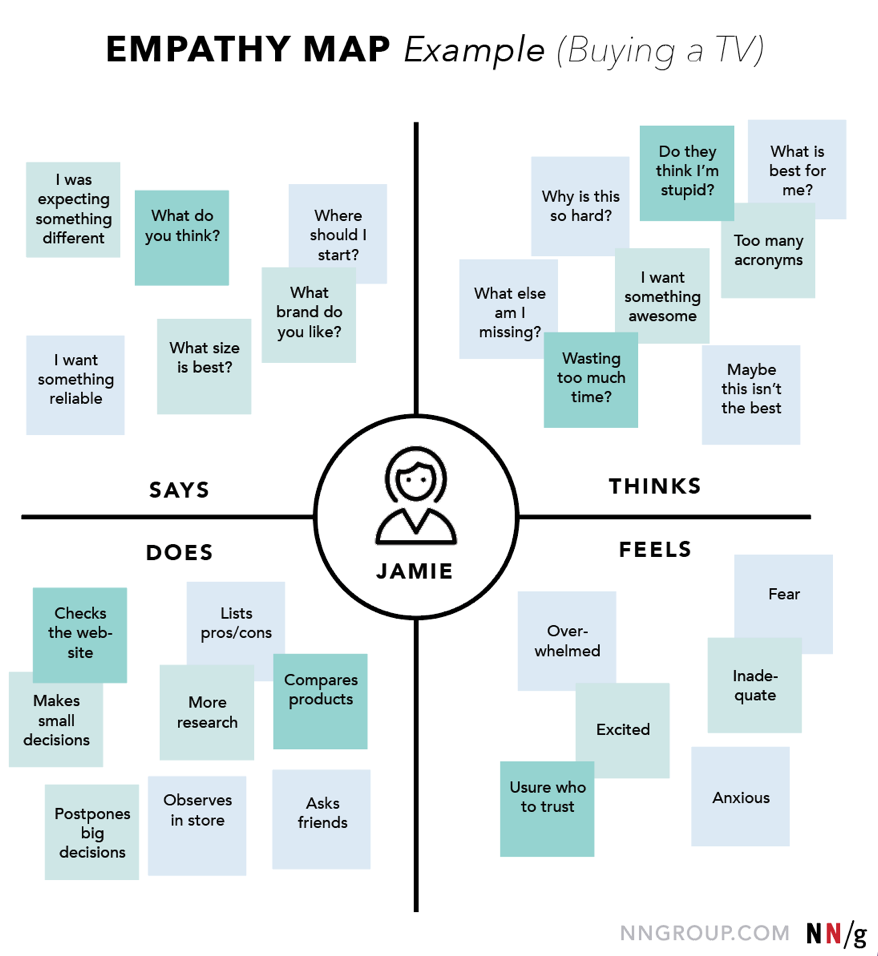 EMPATHY MAP Example (Buying a TV)
I was
expecting
something
different
What do
you think?
Where
should I
start?
What
brand do
you like?
I want
something
reliable
What size
is best?
SAYS
Why is this
so hard?
Do they
think I'm
stupid?
What is
best for
me?
Too many
acronyms
What else
am I
missing?
I want
something
awesome
Wasting
too much
time?
Maybe
this isn't
the best
THINKS
JAMIE
DOES
Checks
the web-
site
Lists
pros/cons
Makes
small
decisions
More
research
Compares
products
Postpones
big
decisions
Observes
in store
Asks
friends
FEELS
Over-
whelmed
Fear
Inade-
quate
Excited
Usure who
to trust
Anxious
NNGROUP.COM NN/g